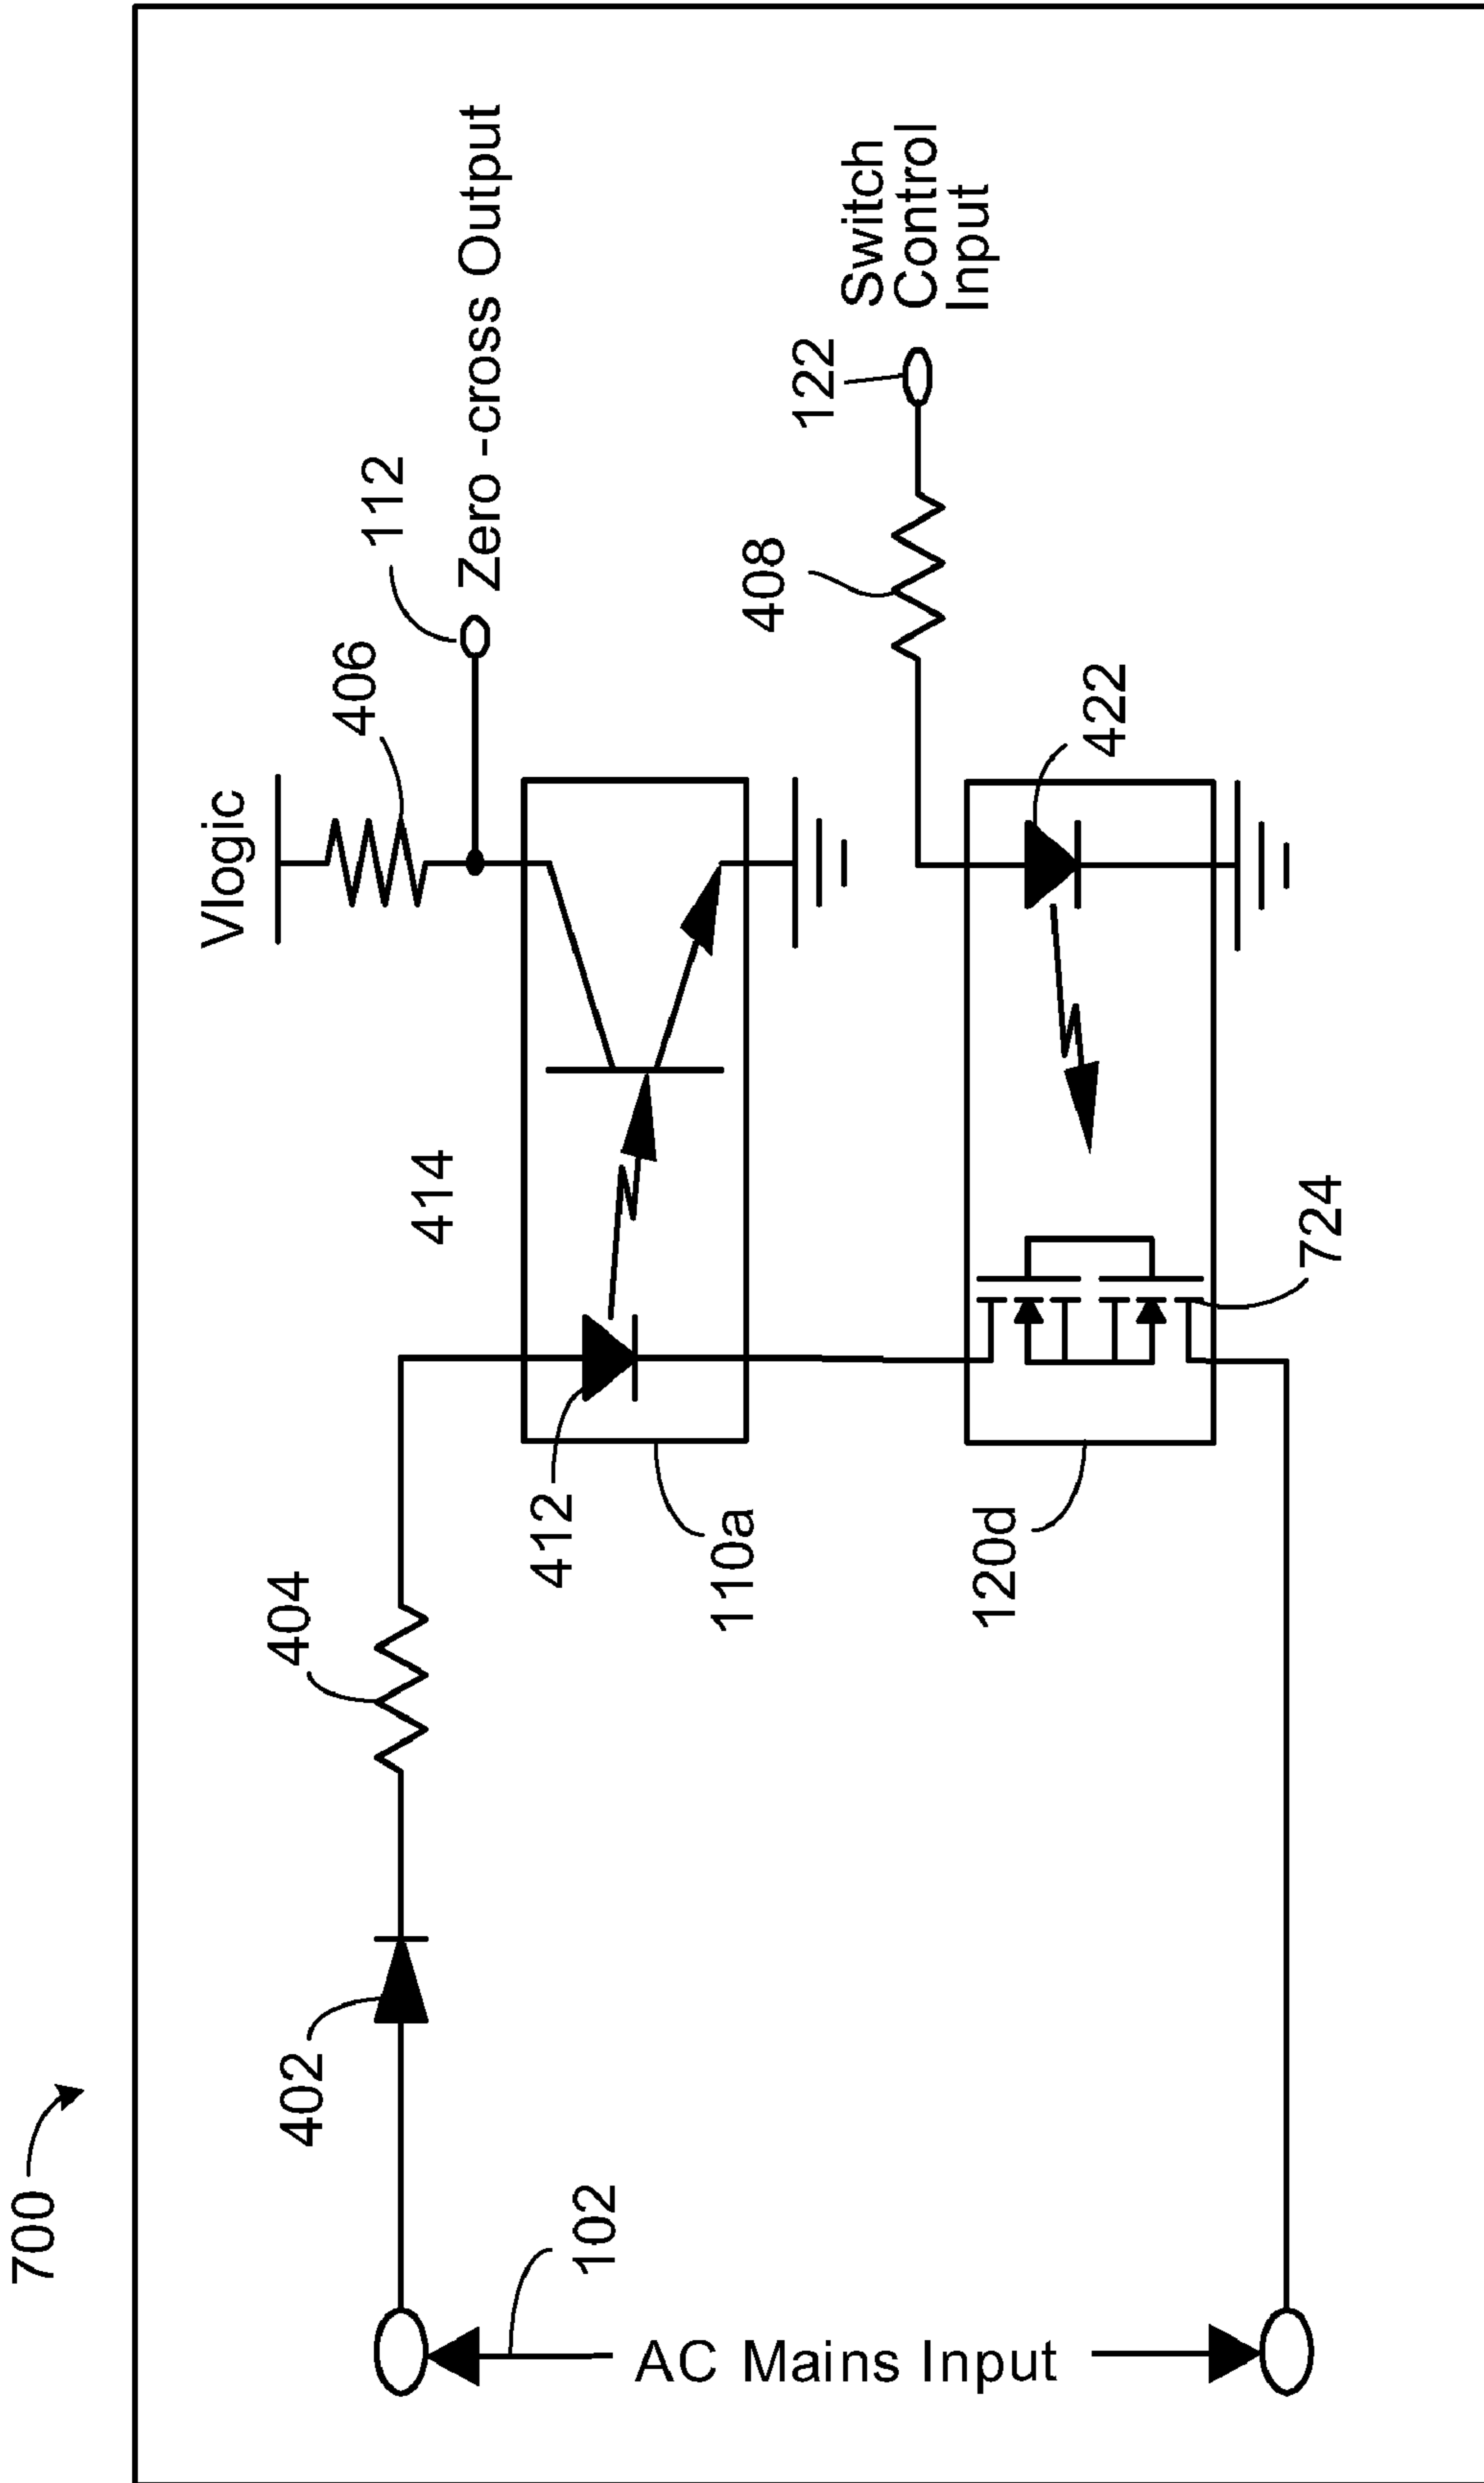 700
Vlogic
406
112
Zero -cross Output
404
402
414
412
110a
408
122
Switch
Control
Input
422
102
AC Mains Input
120d
724